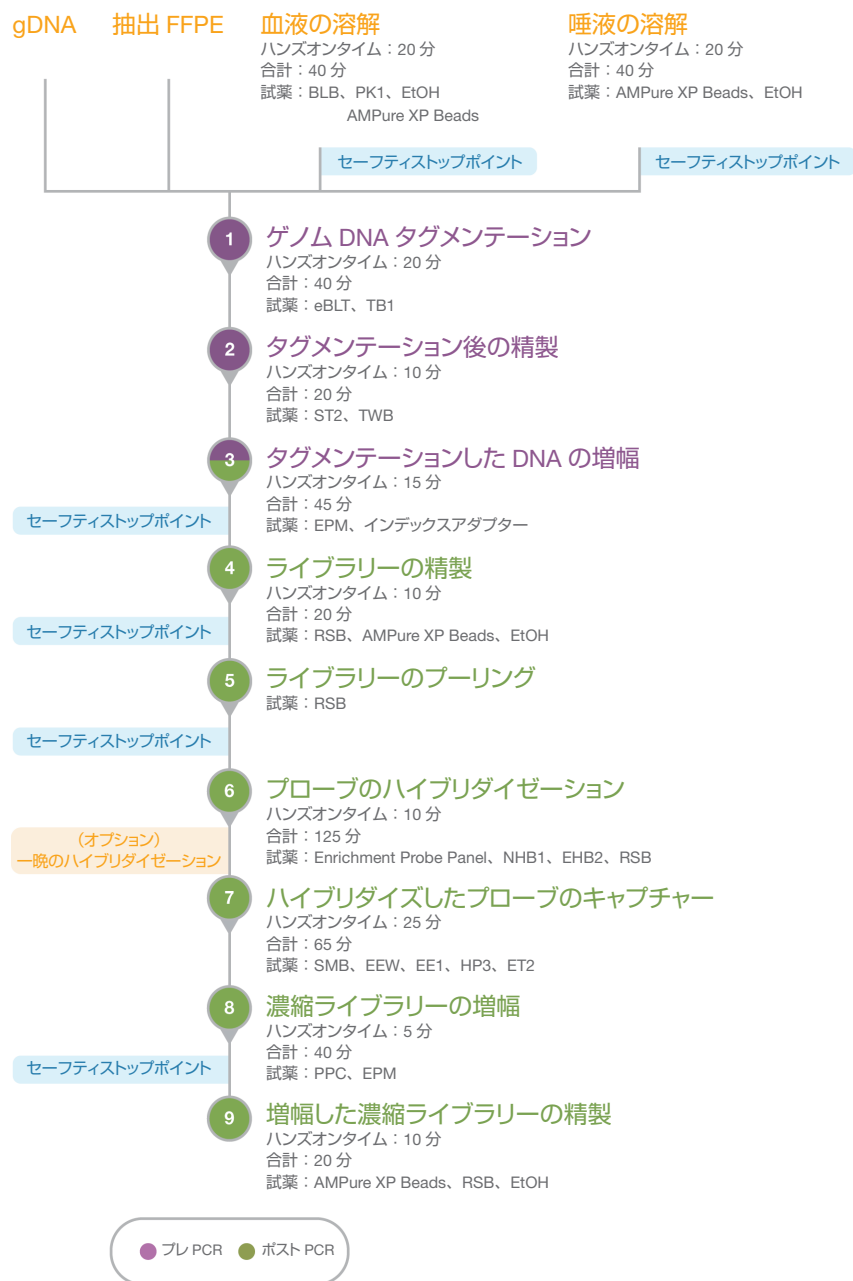 gDNA
抽出 FFPE
血液の溶解
ハンズオンタイム：20 分
合計：40 分
試薬：BLB、PK1、EtOH
AMPure XP Beads
唾液の溶解
ハンズオンタイム：20 分
合計：40 分
試薬：AMPure XP Beads、EtOH
セーフティストップポイント
セーフティストップポイント
1
ゲノム DNA タグメンテーション
ハンズオンタイム：20 分
合計：40 分
試薬：eBLT、TB1
2
タグメンテーション後の精製
ハンズオンタイム：10 分
合計：20 分
試薬：ST2、TWB
3
タグメンテーションした DNA の増幅
ハンズオンタイム：15 分
合計：45 分
試薬：EPM、インデックスアダプター
セーフティストップポイント
4
ライブラリーの精製
ハンズオンタイム：10 分
合計：20 分
試薬：RSB、AMPure XP Beads、EtOH
セーフティストップポイント
5
ライブラリーのプーリング
試薬：RSB
セーフティストップポイント
6
プローブのハイブリダイゼーション
ハンズオンタイム：10 分
合計：125 分
試薬：Enrichment Probe Panel、NHB1、EHB2、RSB
（オプション）
一晩のハイブリダイゼーション
7
ハイブリダイズしたプローブのキャプチャー
ハンズオンタイム：25 分
合計：65 分
試薬：SMB、EEW、EE1、HP3、ET2
8
濃縮ライブラリーの増幅
ハンズオンタイム：5 分
合計：40 分
試薬：PPC、EPM
セーフティストップポイント
9
増幅した濃縮ライブラリーの精製
ハンズオンタイム：10 分
合計：20 分
試薬：AMPure XP Beads、RSB、EtOH
プレ PCR
ポスト PCR